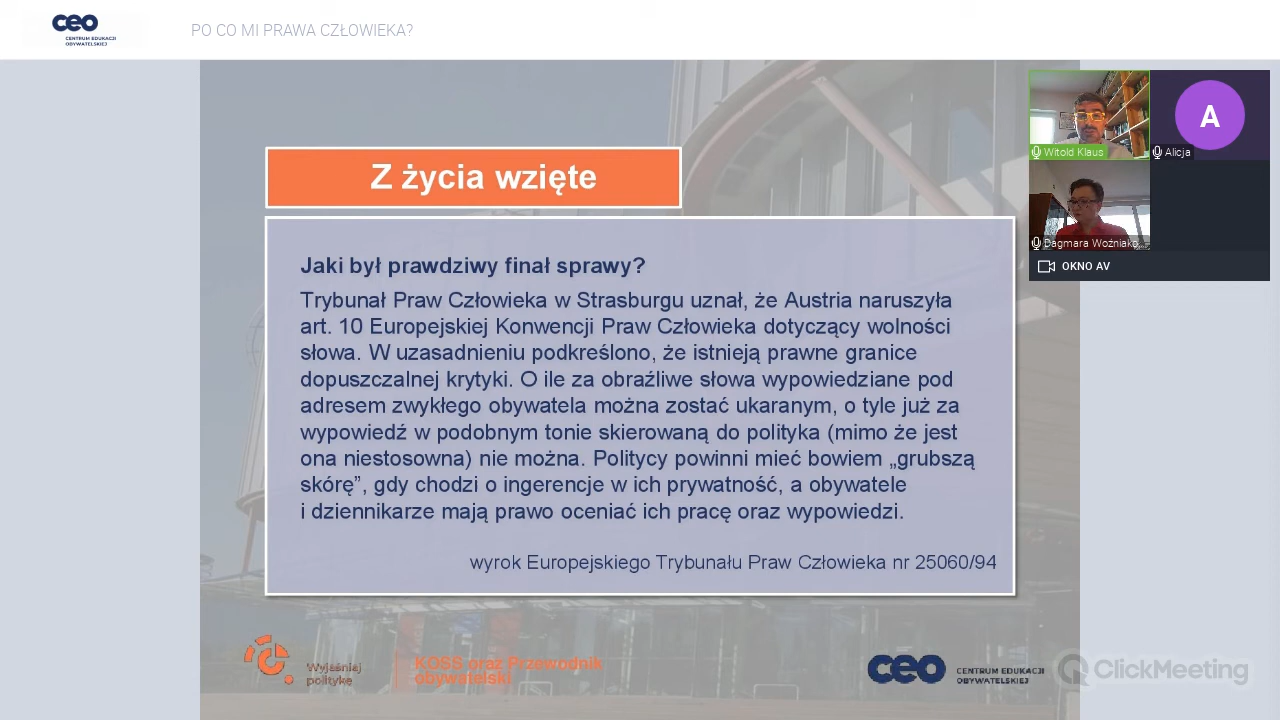 ceo
CENTRUM EDUKACJI
OBYWATELSKIEJ
PO CO MI PRAWA CZŁOWIEKA?
A
Witold Klaus
Alicja
Dagmara Woźniako...
OKNO AV
Z życia wzięte
Jaki był prawdziwy finał sprawy?
Trybunał Praw Człowieka w Strasburgu uznał, że Austria naruszyła
art. 10 Europejskiej Konwencji Praw Człowieka dotyczący wolności
słowa. W uzasadnieniu podkreślono, że istnieją prawne granice
dopuszczalnej krytyki. O ile za obraźliwe słowa wypowiedziane pod
adresem zwykłego obywatela można zostać ukaranym, o tyle już za
wypowiedź w podobnym tonie skierowaną do polityka (mimo że jest
ona niestosowna) nie można. Politycy powinni mieć bowiem „grubszą
skórę”, gdy chodzi o ingerencje w ich prywatność, a obywatele
i dziennikarze mają prawo oceniać ich pracę oraz wypowiedzi.
wyrok Europejskiego Trybunału Praw Człowieka nr 25060/94
Wyjaśniaj
politykę
KOSS oraz Przewodnik
obywatelski
ceo
CENTRUM EDUKACJI
OBYWATELSKIEJ
ClickMeeting